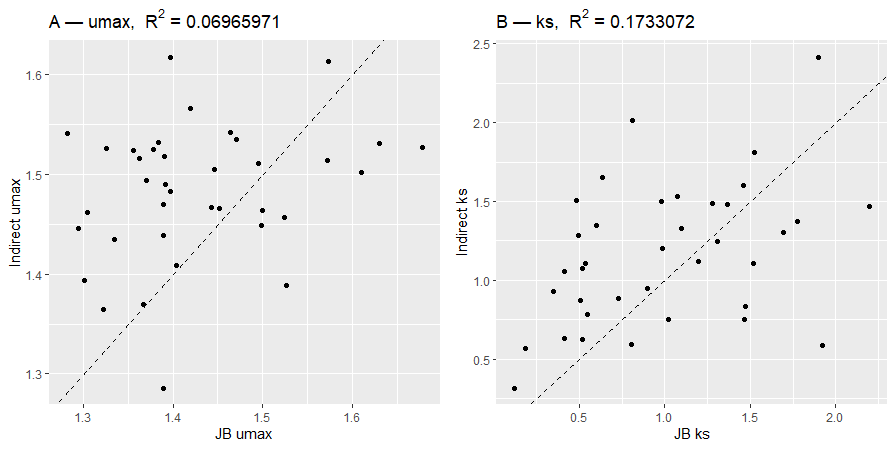 A — umax, R² = 0.06965971
Indirect umax
1.6
1.5
1.4
1.3
1.3 1.4 1.5 1.6
JB umax
B — ks, R² = 0.1733072
Indirect ks
2.5
2.0
1.5
1.0
0.5
0.5 1.0 1.5 2.0
JB ks